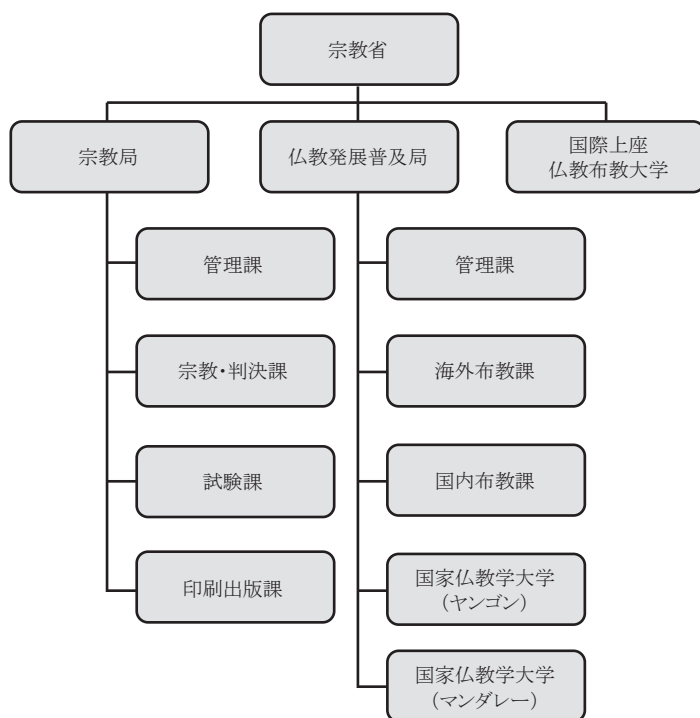 宗教省
宗教局
仏教発展普及局
国際上座
仏教布教大学
管理課
宗教・判決課
試験課
印刷出版課
管理課
海外布教課
国内布教課
国家仏教学大学
(ヤンゴン)
国家仏教学大学
(マンダレー)